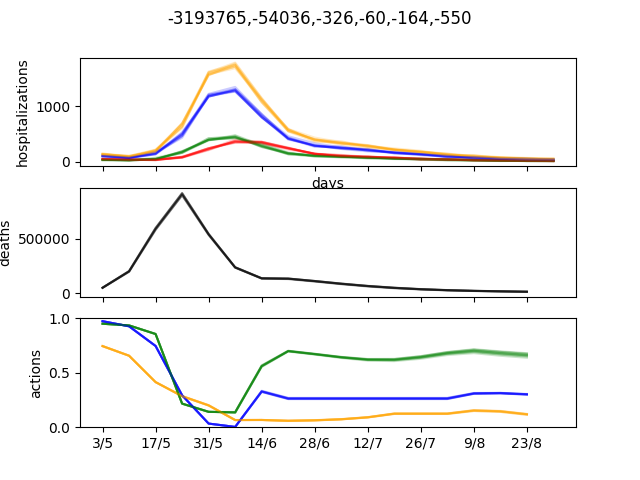 -3193765,-54036,-326,-60,-164,-550
hospitalizations
1000
0
days
deaths
500000
0
actions
1.0
0.5
0.0
3/5 17/5 31/5 14/6 28/6 12/7 26/7 9/8 23/8